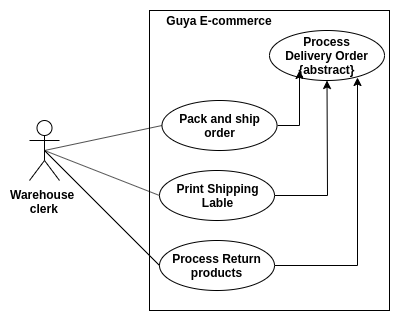 Guya E-commerce
Process
Delivery Order
{abstract}
Pack and ship
order
Print Shipping
Lable
Warehouse
clerk
Process Return
products